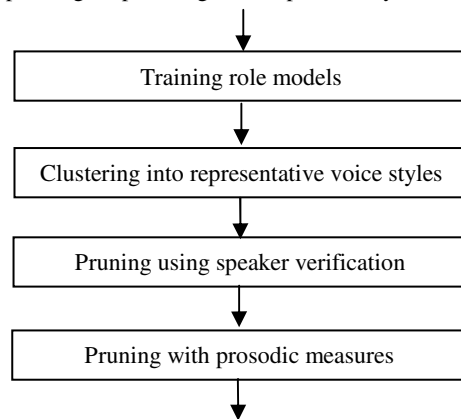 Training role models
Clustering into representative voice styles
Pruning using speaker verification
Pruning with prosodic measures